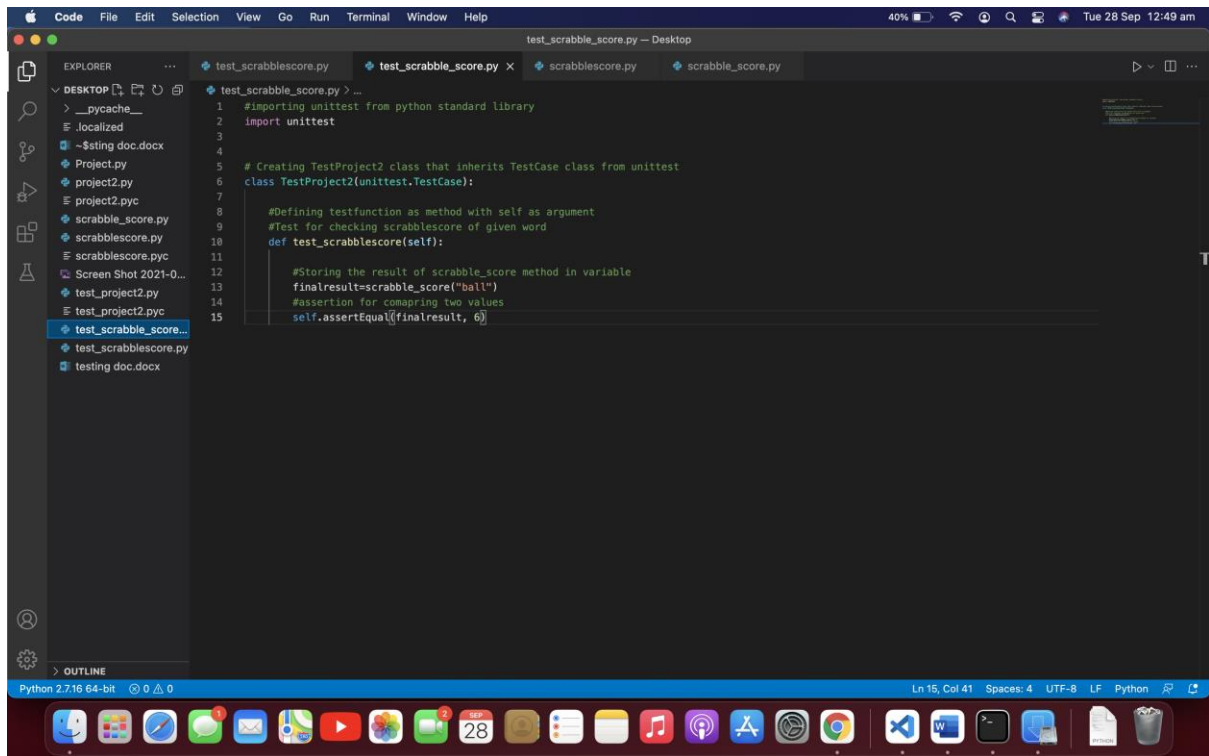 Code File Edit Selection View Go Run Terminal Window Help 40% Tue 28 Sep 12:49 am
test_scrabble_score.py — Desktop
EXPLORER ... test_scrabblescore.py test_scrabble_score.py × scrabblescore.py scrabble_score.py
DESKTOP
test_scrabble_score.py > ...
__pycache__
.localized
~$sting doc.docx
Project.py
project2.py
project2.pyc
scrabble_score.py
scrabblescore.py
scrabblescore.pyc
Screen Shot 2021-0...
test_project2.py
test_project2.pyc
test_scrabble_score...
test_scrabblescore.py
testing doc.docx
1 #importing unittest from python standard library
2 import unittest
3
4
5 # Creating TestProject2 class that inherits TestCase class from unittest
6 class TestProject2(unittest.TestCase):
7
8 #Defining testfunction as method with self as argument
9 #Test for checking scrabblescore of given word
10 def test_scrabblescore(self):
11
12 #Storing the result of scrabble_score method in variable
13 finalresult=scrabble_score("ball")
14 #assertion for comapring two values
15 self.assertEqual(finalresult, 6)
OUTLINE
Python 2.7.16 64-bit 0 0 Ln 15, Col 41 Spaces: 4 UTF-8 LF Python
1
2
SEP
28
PYTHON